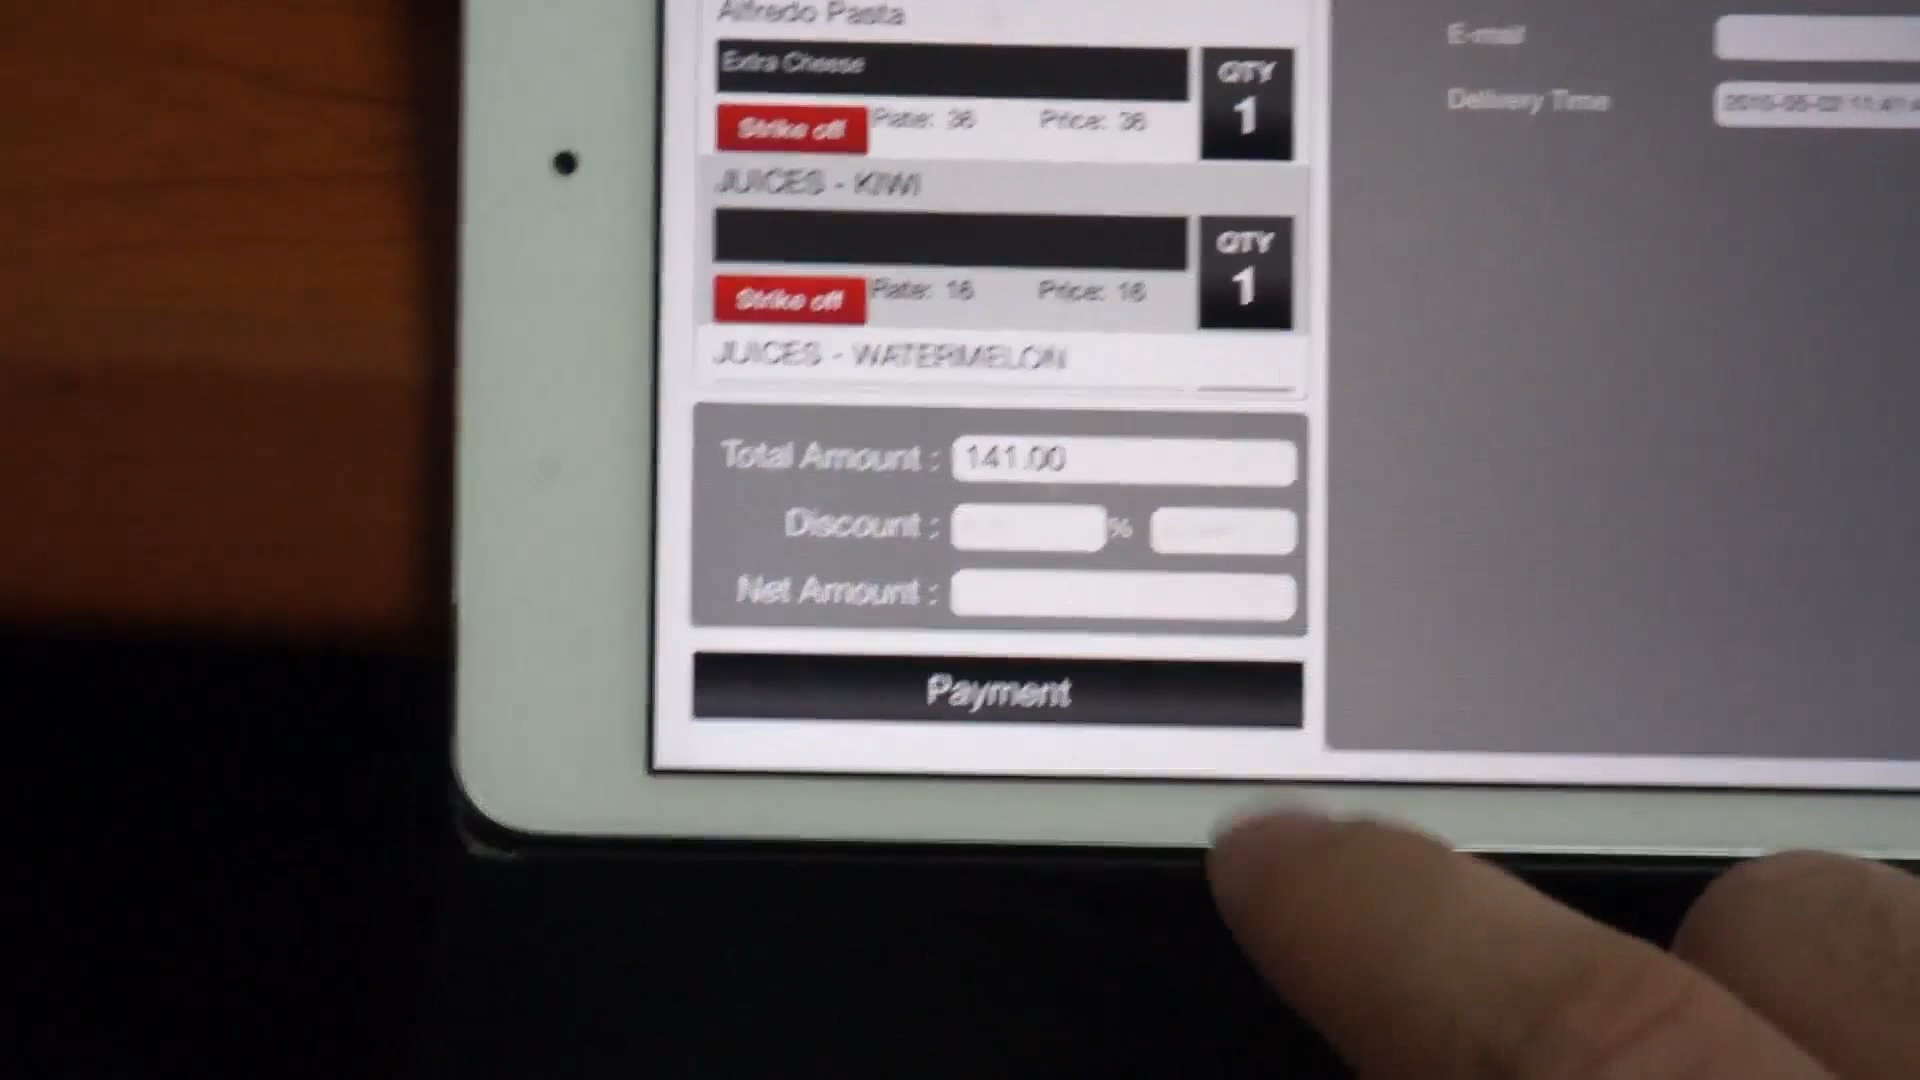 Alfredo Pasta
Extra Cheese
QTY
1
Strike off
Rate: 36
Price: 36
JUICES - KIWI
QTY
1
Strike off
Rate: 16
Price: 16
JUICES - WATERMELON
Total Amount : 141.00
Discount : %
Net Amount :
Payment
E-mail
Delivery Time